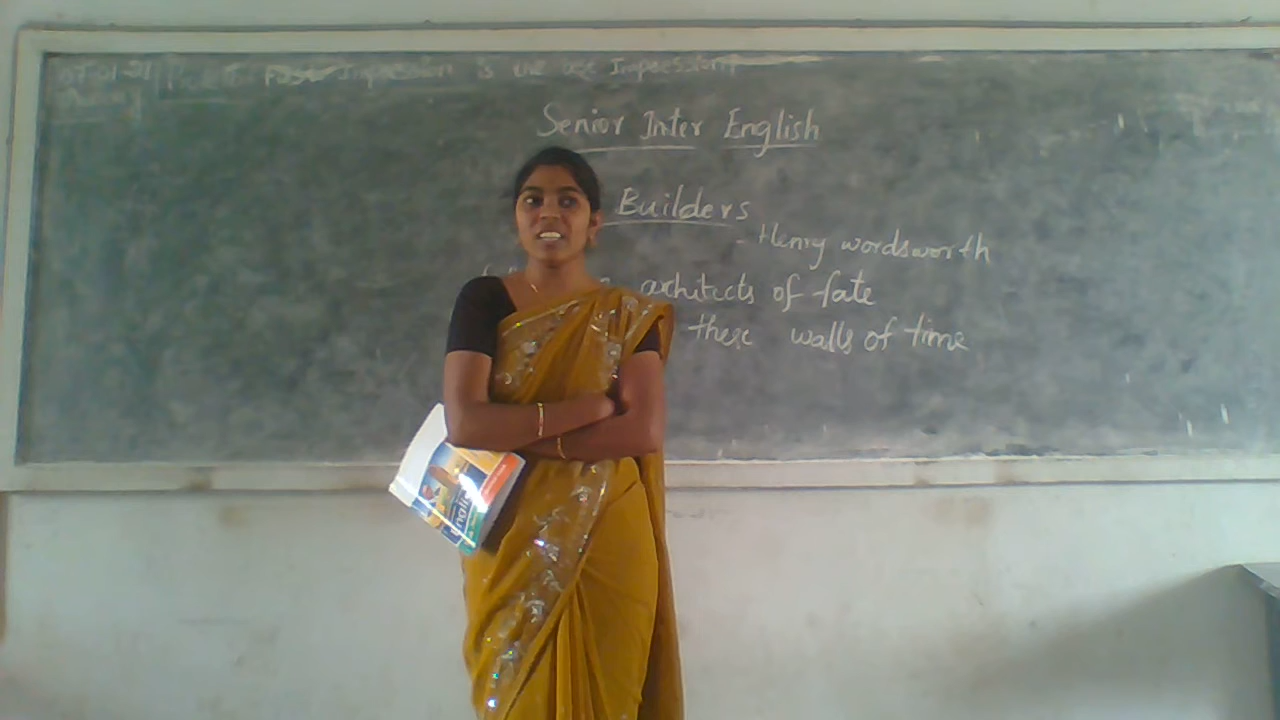 First Impression is the best Impression
Senior Inter English
Builders
- Henry wordsworth
architects of fate
these walls of time